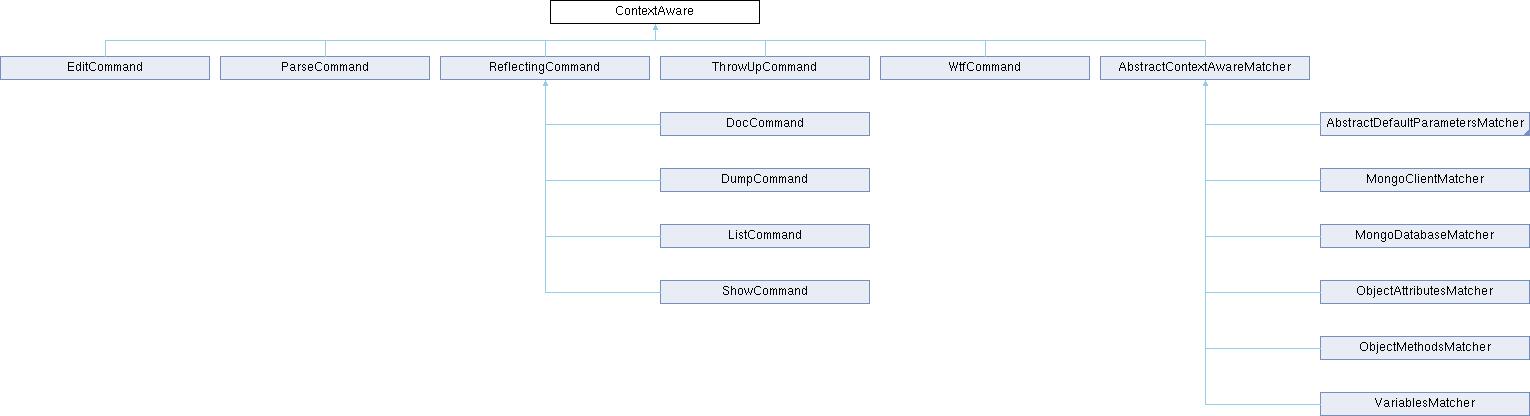 ContextAware
EditCommand
ParseCommand
ReflectingCommand
ThrowUpCommand
WtfCommand
AbstractContextAwareMatcher
DocCommand
AbstractDefaultParametersMatcher
DumpCommand
MongoClientMatcher
ListCommand
MongoDatabaseMatcher
ShowCommand
ObjectAttributesMatcher
ObjectMethodsMatcher
VariablesMatcher